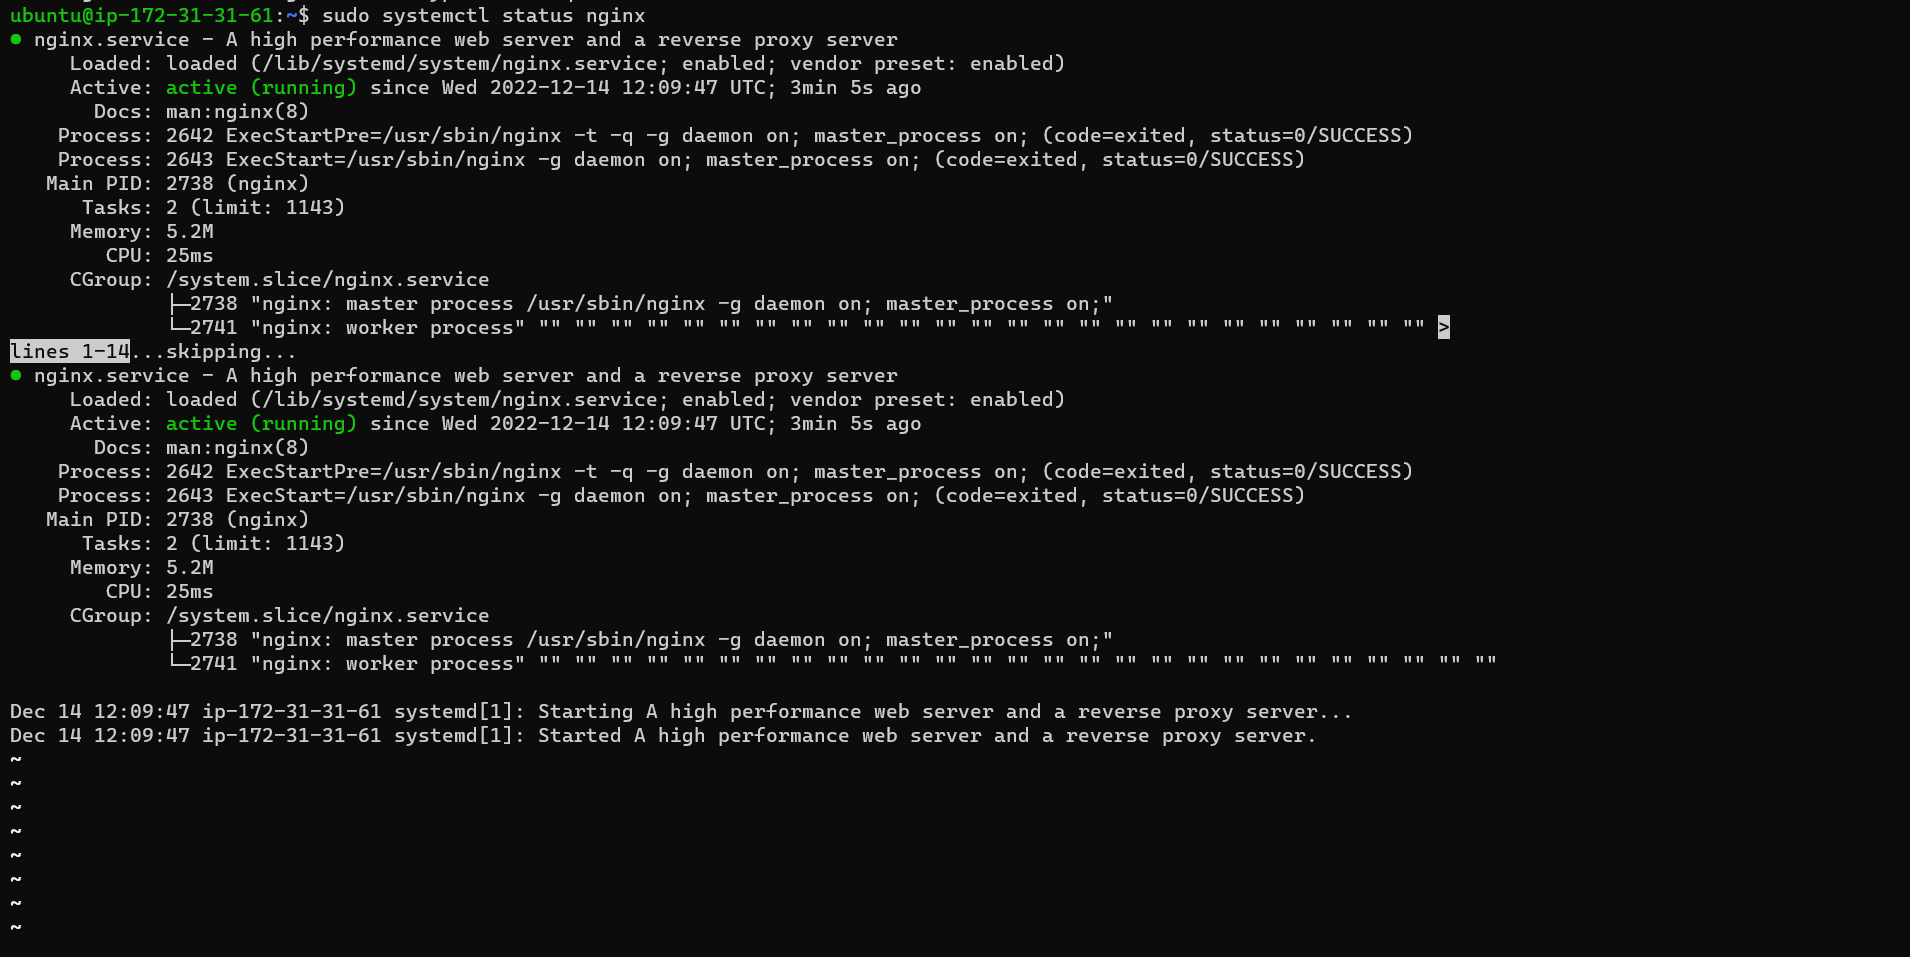 ubuntu@ip-172-31-31-61:~$ sudo systemctl status nginx
● nginx.service - A high performance web server and a reverse proxy server
     Loaded: loaded (/lib/systemd/system/nginx.service; enabled; vendor preset: enabled)
     Active: active (running) since Wed 2022-12-14 12:09:47 UTC; 3min 5s ago
       Docs: man:nginx(8)
    Process: 2642 ExecStartPre=/usr/sbin/nginx -t -q -g daemon on; master_process on; (code=exited, status=0/SUCCESS)
    Process: 2643 ExecStart=/usr/sbin/nginx -g daemon on; master_process on; (code=exited, status=0/SUCCESS)
   Main PID: 2738 (nginx)
      Tasks: 2 (limit: 1143)
     Memory: 5.2M
        CPU: 25ms
     CGroup: /system.slice/nginx.service
             ├─2738 "nginx: master process /usr/sbin/nginx -g daemon on; master_process on;"
             └─2741 "nginx: worker process" "" "" "" "" "" "" "" "" "" "" "" "" "" "" "" "" "" "" "" "" "" "" "" "" "" >
lines 1-14...skipping...
● nginx.service - A high performance web server and a reverse proxy server
     Loaded: loaded (/lib/systemd/system/nginx.service; enabled; vendor preset: enabled)
     Active: active (running) since Wed 2022-12-14 12:09:47 UTC; 3min 5s ago
       Docs: man:nginx(8)
    Process: 2642 ExecStartPre=/usr/sbin/nginx -t -q -g daemon on; master_process on; (code=exited, status=0/SUCCESS)
    Process: 2643 ExecStart=/usr/sbin/nginx -g daemon on; master_process on; (code=exited, status=0/SUCCESS)
   Main PID: 2738 (nginx)
      Tasks: 2 (limit: 1143)
     Memory: 5.2M
        CPU: 25ms
     CGroup: /system.slice/nginx.service
             ├─2738 "nginx: master process /usr/sbin/nginx -g daemon on; master_process on;"
             └─2741 "nginx: worker process" "" "" "" "" "" "" "" "" "" "" "" "" "" "" "" "" "" "" "" "" "" "" "" "" "" "" ""

Dec 14 12:09:47 ip-172-31-31-61 systemd[1]: Starting A high performance web server and a reverse proxy server...
Dec 14 12:09:47 ip-172-31-31-61 systemd[1]: Started A high performance web server and a reverse proxy server.
~
~
~
~
~
~
~
~